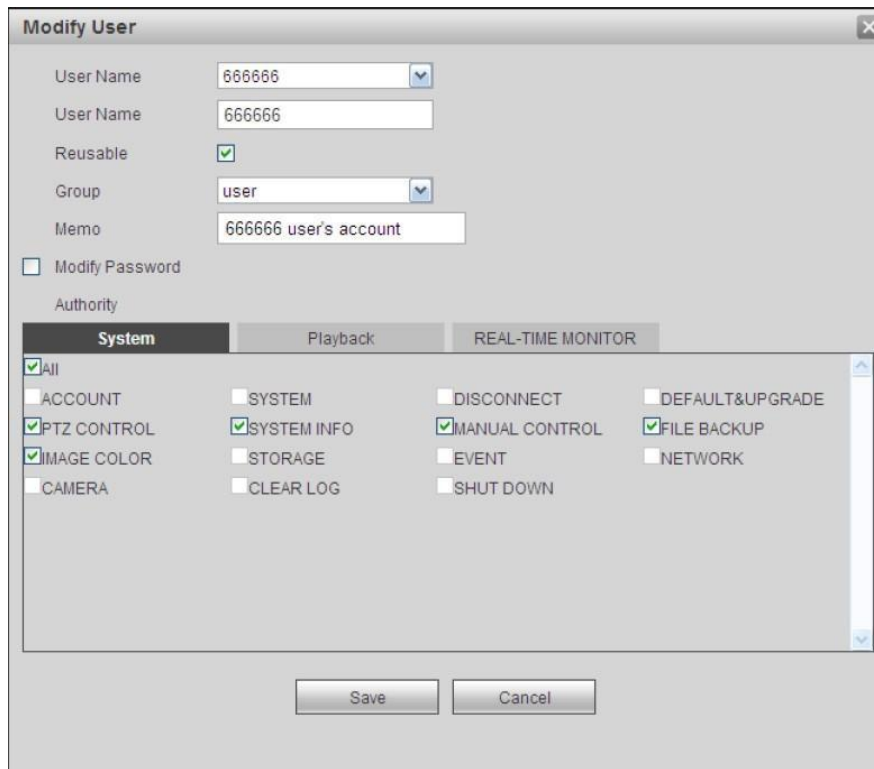 Modify User
User Name 666666
User Name 666666
Reusable
Group user
Memo 666666 user's account
Modify Password
Authority
System Playback REAL-TIME MONITOR
All
ACCOUNT SYSTEM DISCONNECT DEFAULT&UPGRADE
PTZ CONTROL SYSTEM INFO MANUAL CONTROL FILE BACKUP
IMAGE COLOR STORAGE EVENT NETWORK
CAMERA CLEAR LOG SHUT DOWN
Save Cancel